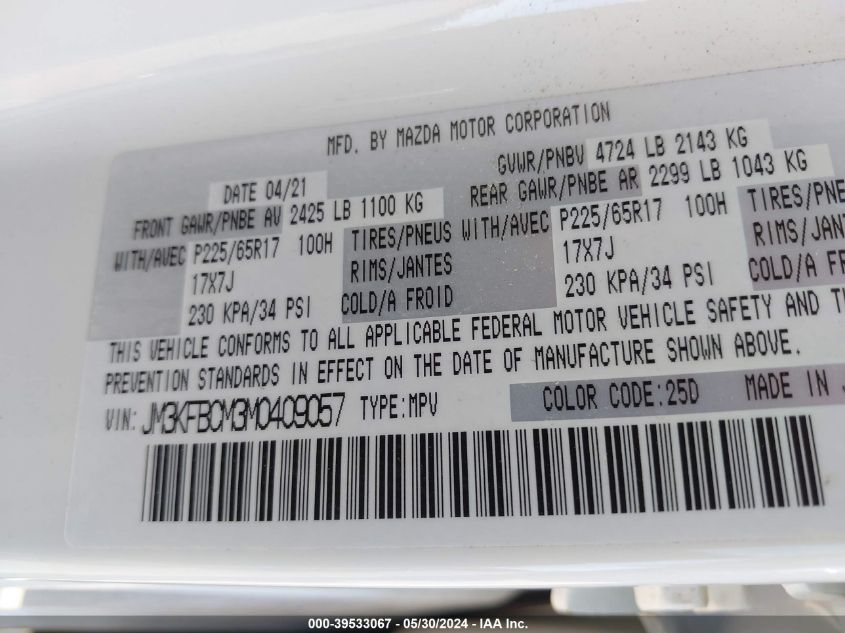 MFD. BY MAZDA MOTOR CORPORATION
DATE 04/21 GVWR/PNBV 4724 LB 2143 KG
FRONT GAWR/PNBE AV 2425 LB 1100 KG REAR GAWR/PNBE AR 2299 LB 1043 KG
WITH/AVEC P225/65R17 100H TIRES/PNEUS WITH/AVEC P225/65R17 100H TIRES/PNE
17X7J RIMS/JANTES 17X7J RIMS/JAN
230 KPA/34 PSI COLD/A FROID 230 KPA/34 PSI COLD/A F
THIS VEHICLE CONFORMS TO ALL APPLICABLE FEDERAL MOTOR VEHICLE SAFETY AND T
PREVENTION STANDARDS IN EFFECT ON THE DATE OF MANUFACTURE SHOWN ABOVE.
VIN: JM3KFBCM3M0409057 TYPE:MPV COLOR CODE:25D MADE IN
000-39533067 / 05/30/2024 - IAA Inc.